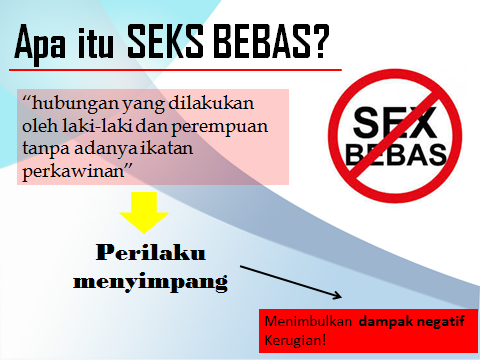 Apa itu SEKS BEBAS?
“hubungan yang dilakukan
oleh laki-laki dan perempuan
tanpa adanya ikatan
perkawinan”
SEX
BEBAS
Perilaku
menyimpang
Menimbulkan dampak negatif
Kerugian!